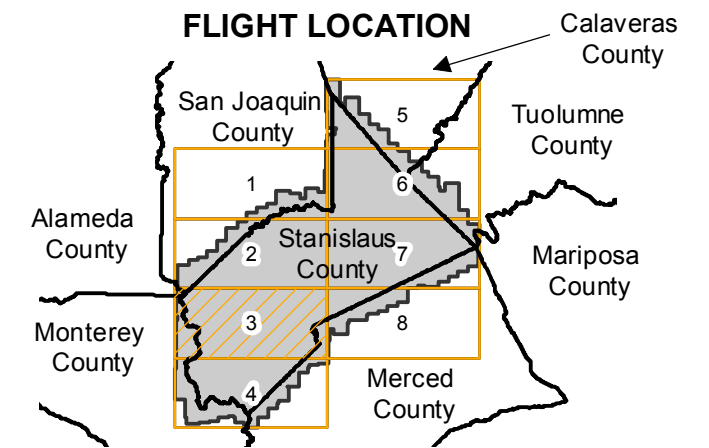 FLIGHT LOCATION
Calaveras
County
San Joaquin
County
5
Tuolumne
County
1
6
Alameda
County
2
Stanislaus
County
7
Mariposa
County
Monterey
County
3
8
4
Merced
County